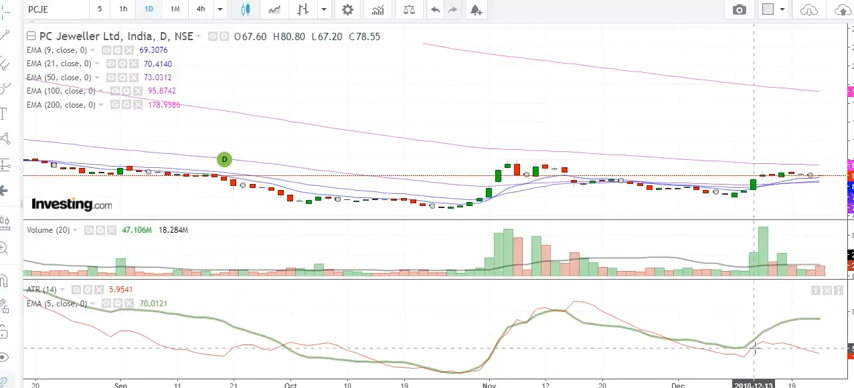 PCJE 5 1h 1D 1M 4h
PC Jeweller Ltd, India, D, NSE O67.60 H80.80 L67.20 C78.55
EMA (9, close, 0) 69.3076
EMA (21, close, 0) 70.4140
EMA (50, close, 0) 73.0312
EMA (100, close, 0) 95.8742
EMA (200, close, 0) 178.9386
D
Investing.com
Volume (20) 47.106M 18.284M
ATR (14) 5.9541
EMA (5, close, 0) 70.0121
20 Sep 11 21 Oct 16 Nov 12 20 Dec 2018-12-13 19